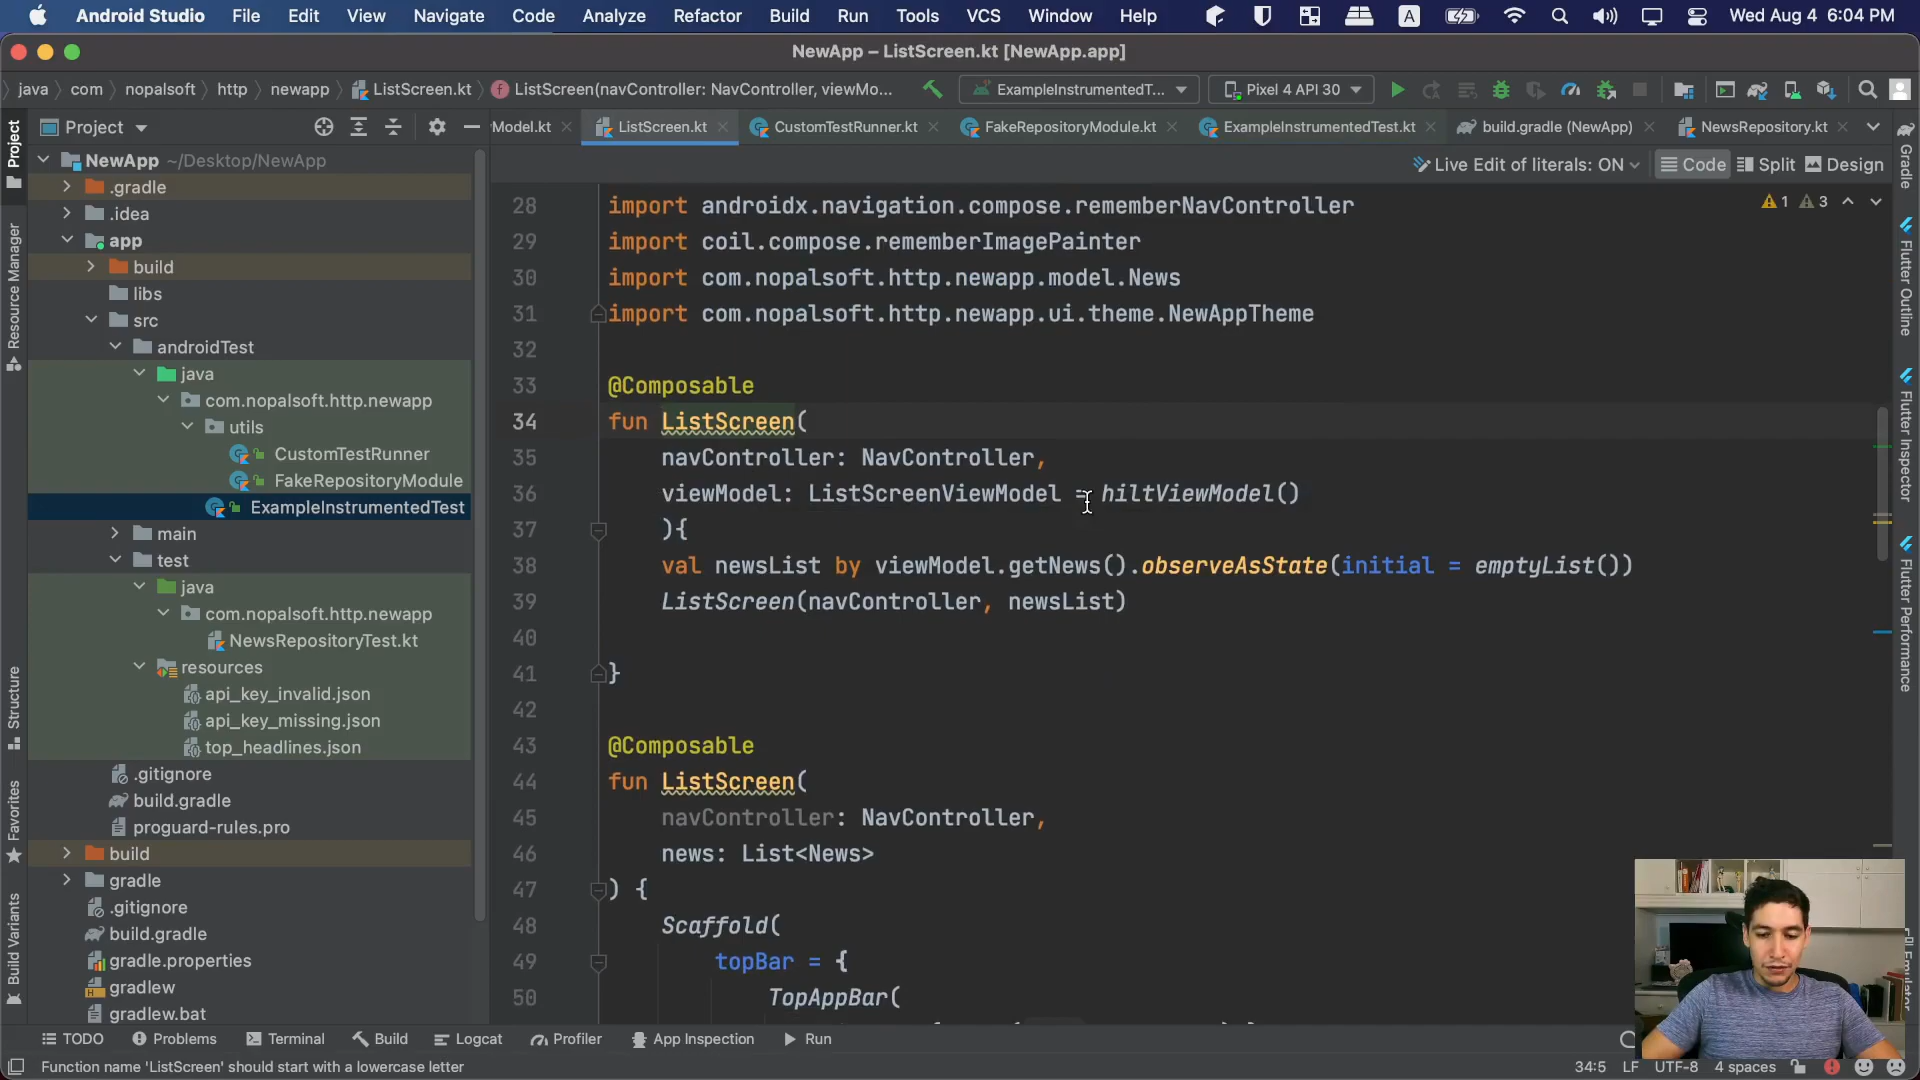 Android Studio File Edit View Navigate Code Analyze Refactor Build Run Tools VCS Window Help A Wed Aug 4 6:04 PM
NewApp – ListScreen.kt [NewApp.app]
java com nopalsoft http newapp ListScreen.kt ListScreen(navController: NavController, viewMo... ExampleInstrumentedT... Pixel 4 API 30
Project Model.kt ListScreen.kt CustomTestRunner.kt FakeRepositoryModule.kt ExampleInstrumentedTest.kt build.gradle (NewApp) NewsRepository.kt
Live Edit of literals: ON Code Split Design
1 3
Project
Resource Manager
Structure
Favorites
Build Variants
NewApp ~/Desktop/NewApp
.gradle
.idea
app
build
libs
src
androidTest
java
com.nopalsoft.http.newapp
utils
CustomTestRunner
FakeRepositoryModule
ExampleInstrumentedTest
main
test
java
com.nopalsoft.http.newapp
NewsRepositoryTest.kt
resources
api_key_invalid.json
api_key_missing.json
top_headlines.json
.gitignore
build.gradle
proguard-rules.pro
build
gradle
.gitignore
build.gradle
gradle.properties
gradlew
gradlew.bat
28 import androidx.navigation.compose.rememberNavController
29 import coil.compose.rememberImagePainter
30 import com.nopalsoft.http.newapp.model.News
31 import com.nopalsoft.http.newapp.ui.theme.NewAppTheme
32
33 @Composable
34 fun ListScreen(
35 navController: NavController,
36 viewModel: ListScreenViewModel = hiltViewModel()
37 ){
38 val newsList by viewModel.getNews().observeAsState(initial = emptyList())
39 ListScreen(navController, newsList)
40
41 }
42
43 @Composable
44 fun ListScreen(
45 navController: NavController,
46 news: List<News>
47 ) {
48 Scaffold(
49 topBar = {
50 TopAppBar(
Gradle
Flutter Outline
Flutter Inspector
Flutter Performance
TODO Problems Terminal Build Logcat Profiler App Inspection Run
Function name 'ListScreen' should start with a lowercase letter 34:5 LF UTF-8 4 spaces